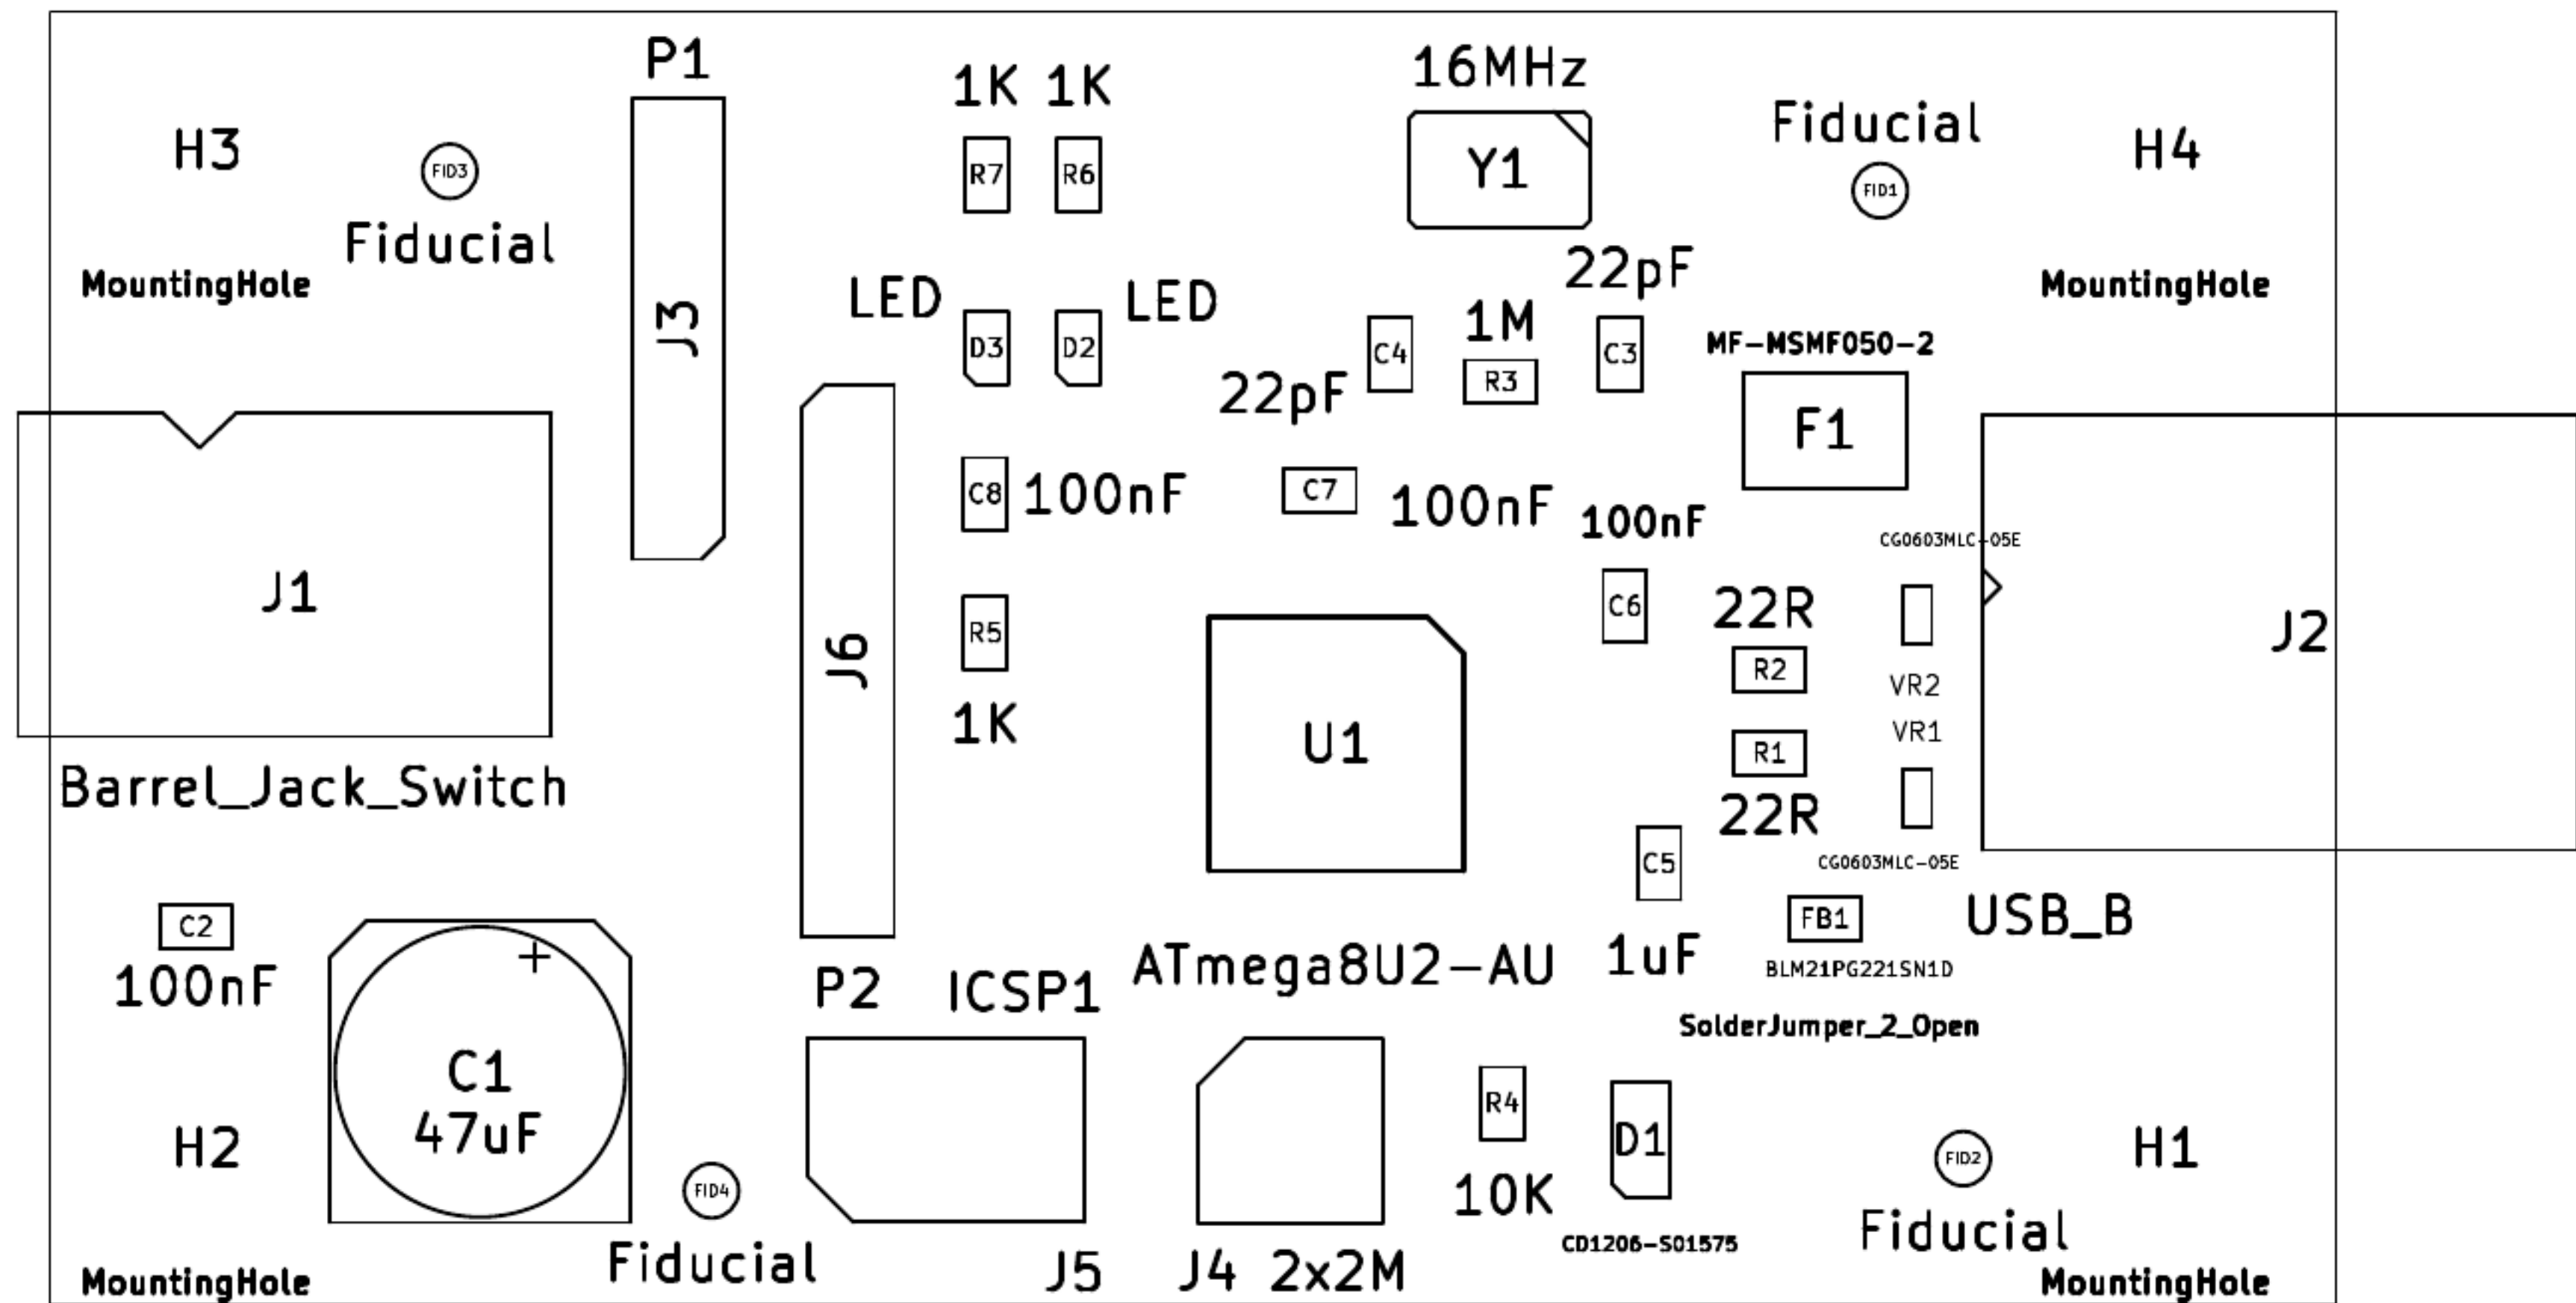 P1
1K 1K
16MHz
Fiducial
H3
H4
FID3
R7
R6
Y1
FID1
Fiducial
MountingHole
22pF
MountingHole
LED
LED
J3
1M
MF-MSMF050-2
D3
D2
C4
C3
22pF
R3
F1
C8
100nF
C7
100nF
100nF
CG0603MLC-05E
J1
C6
22R
R5
J6
J2
R2
VR2
1K
U1
VR1
R1
Barrel_Jack_Switch
22R
C5
CG0603MLC-05E
C2
+
FB1
USB_B
100nF
P2
ICSP1
ATmega8U2-AU
1uF
BLM21PG221SN1D
SolderJumper_2_Open
C1
47uF
R4
D1
H2
H1
FID4
FID2
10K
Fiducial
Fiducial
CD1206-S01575
MountingHole
J5
J4 2x2M
MountingHole